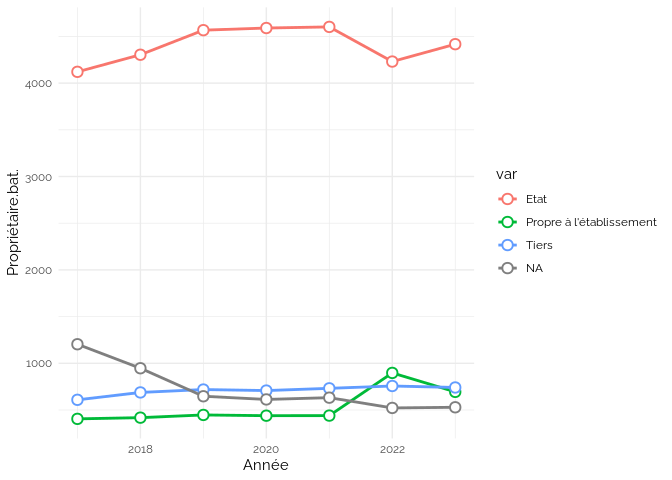 Propriétaire.bat.
4000
3000
2000
1000
2018
2020
2022
Année
var
Etat
Propre à l'établissement
Tiers
NA